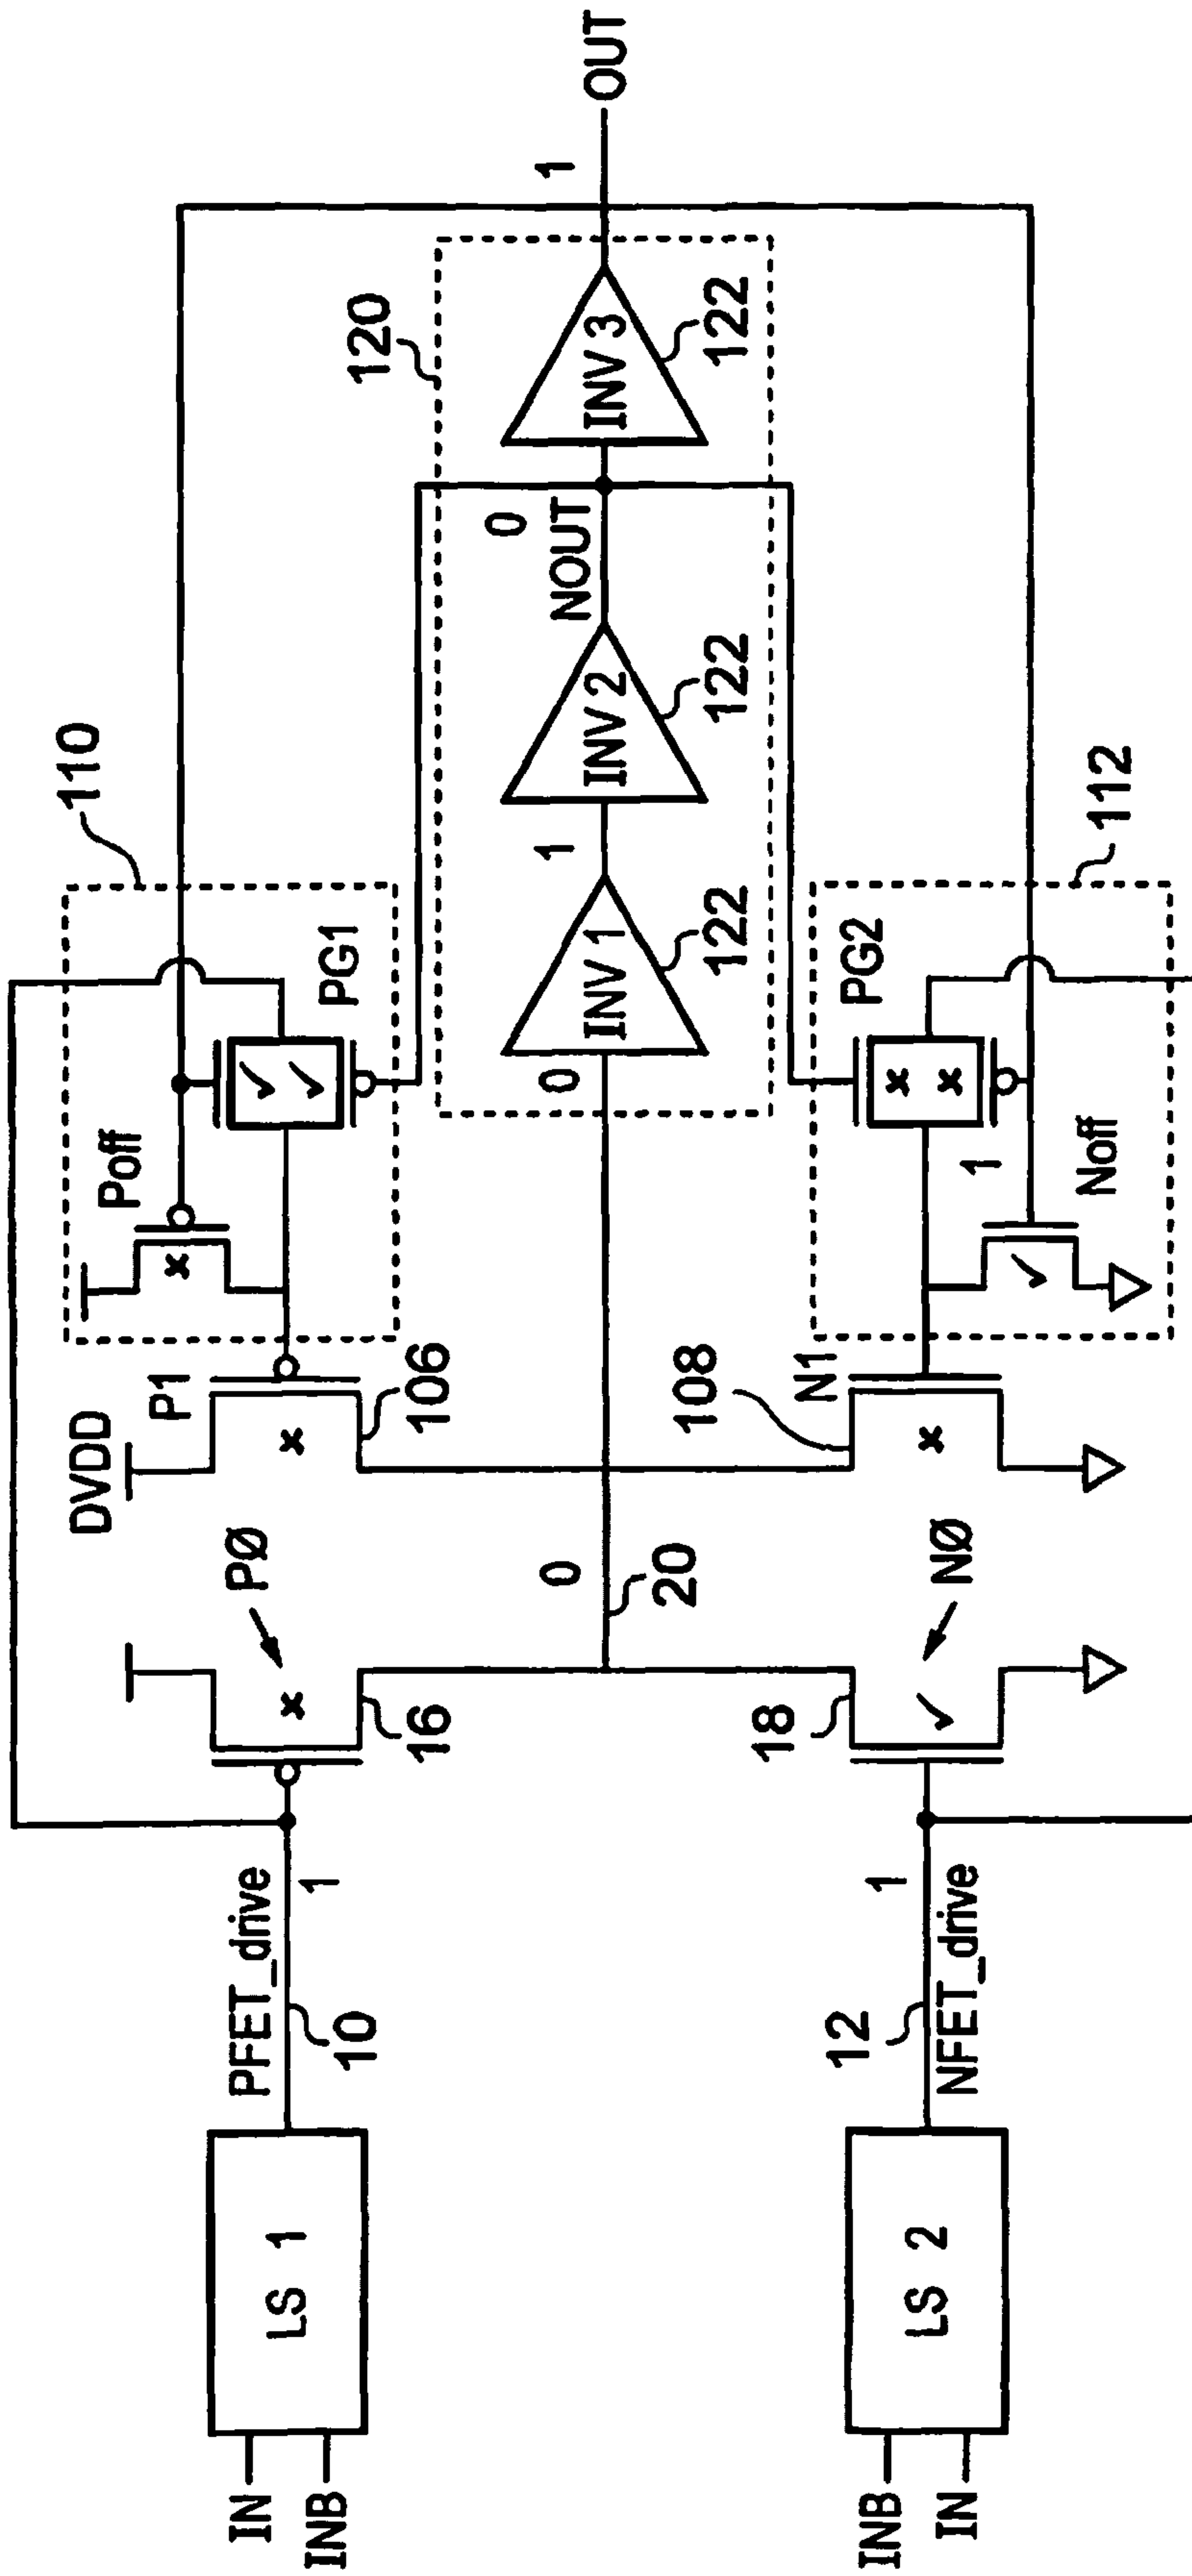 110
PFET_drive
10
1
LS 1
IN
INB
PØ
x
16
DVDD
P1
x
106
Poff
x
PG1
✓
✓
120
0
20
0
INV 1
122
1
INV 2
122
NOUT
0
INV 3
122
1
OUT
LS 2
INB
IN
12
NFET_drive
1
18
✓
NØ
108
N1
x
PG2
x
x
1
Noff
✓
112